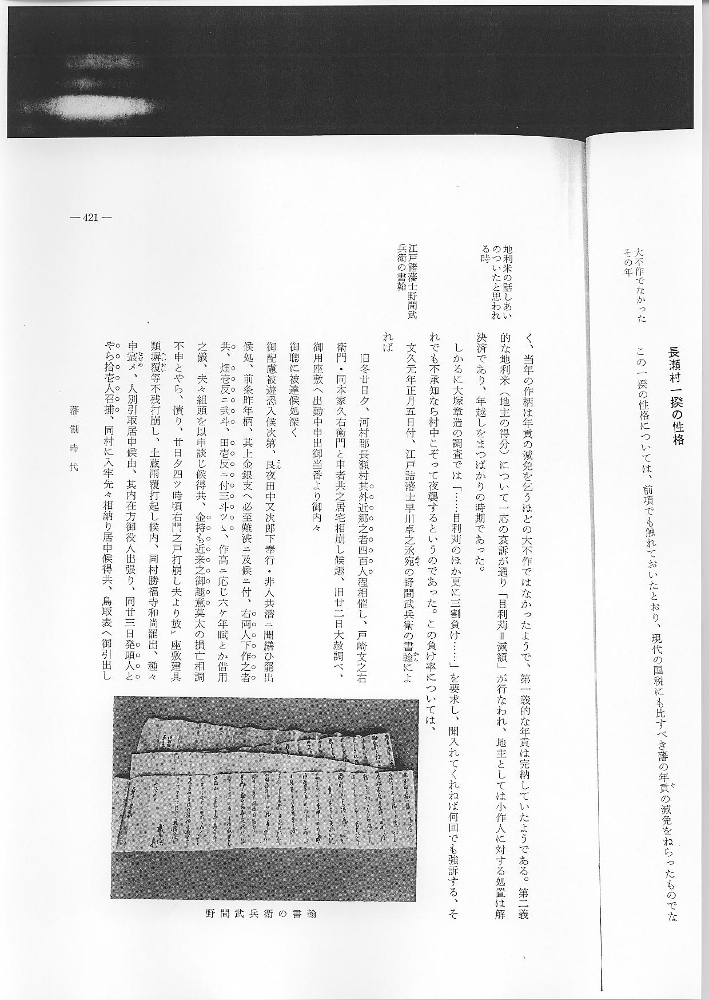 長瀬村一揆の性格
大不作でなかった
その年
この一揆の性格については、前項でも触れておいたとおり、現代の国税にも比すべき藩の年貢の減免をねらったものでな
く、当年の作柄は年貢の減免を乞うほどの大不作ではなかったようで、第一義的な年貢は完納していたようである。第二義
地利米の話しあい
のついたと思われ
る時
的な地利米（地主の得分）について一応の哀訴が通り「目利苅＝減額」が行なわれ、地主としては小作人に対する処置は解
決済であり、年越しをまつばかりの時期であった。
しかるに大塚章造の調査では「……目利苅のほか更に三割負け……」を要求し、聞入れてくれねば何回でも強訴する、そ
れでも不承知なら村中こぞって夜襲するというのであった。この負け率については、
江戸諸藩士野間武
兵衛の書翰
文久元年正月五日付、江戸詰藩士早川卓之丞宛の野間武兵衛の書翰によ
れば
旧冬廿日夕、河村郡長瀬村其外近郷之者四百人程相催し、戸崎文之右
衛門・同本家久右衛門と申者共之居宅相崩し候趣、旧廿二日大赦調べ、
御用座敷へ出勤中申出御当番より御内々
御聴に被達候処深く
御配慮被遊恐入候次第、艮夜田中又次郎下奉行・非人共潜ニ聞繕ひ罷出
候処、前条昨年柄、其上金銀支へ必至難渋ニ及候ニ付、右両人下作之者
共、畑壱反ニ弐斗、田壱反ニ付三斗ツヽ、作高ニ応じ六ケ年賦とか借用
之儀、夫々組頭を以申談じ候得共、金持も近来之御趣意莫太の損亡相調
不申とやら、憤り、廿日夕四ツ時頃右門之戸打崩し夫より放」座敷建具
類塀覆等不残打崩し、土蔵雨覆打起し候内、同村勝福寺和尚罷出、種々
申宥メ、人別引取居申候由、其内在方御役人出張り、同廿三日発頭人と
やら拾壱人召捕、同村に入牢先々相納り居申候得共、鳥取表へ御引出し
野間武兵衛の書翰
藩制時代
— 421 —